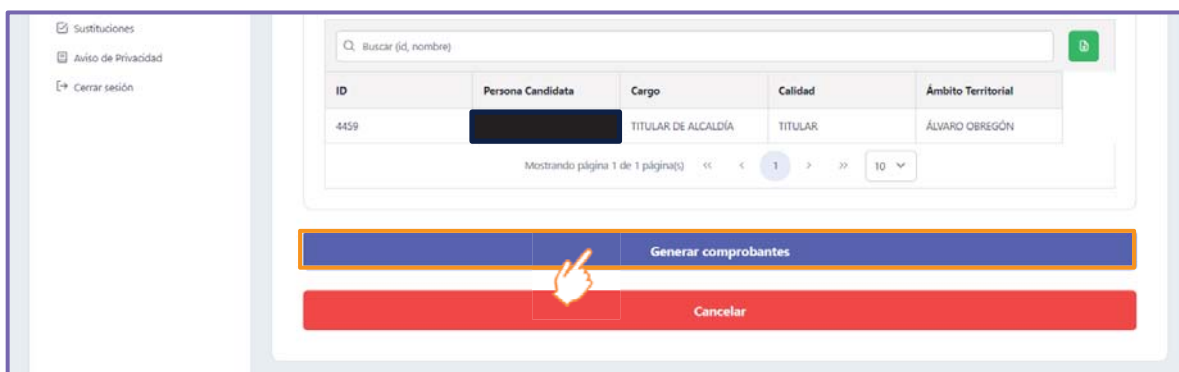 Sustituciones
Aviso de Privacidad
Cerrar sesión
Buscar (id, nombre)
ID Persona Candidata Cargo Calidad Ámbito Territorial
4459 TITULAR DE ALCALDÍA TITULAR ÁLVARO OBREGÓN
Mostrando página 1 de 1 página(s) << < 1 > >> 10
Generar comprobantes
Cancelar